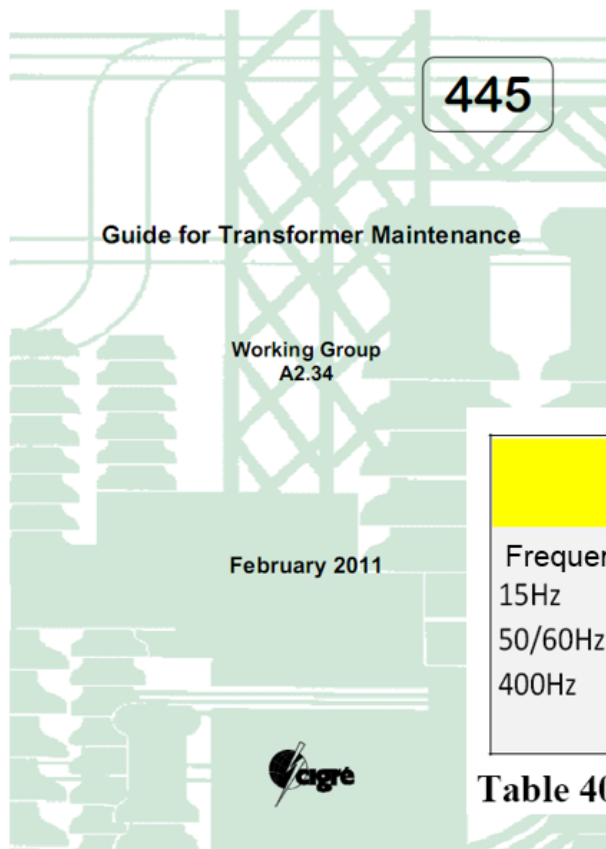 445
Guide for Transformer Maintenance
Working Group
A2.34
February 2011
15Hz
50/60Hz
400Hz
cigré